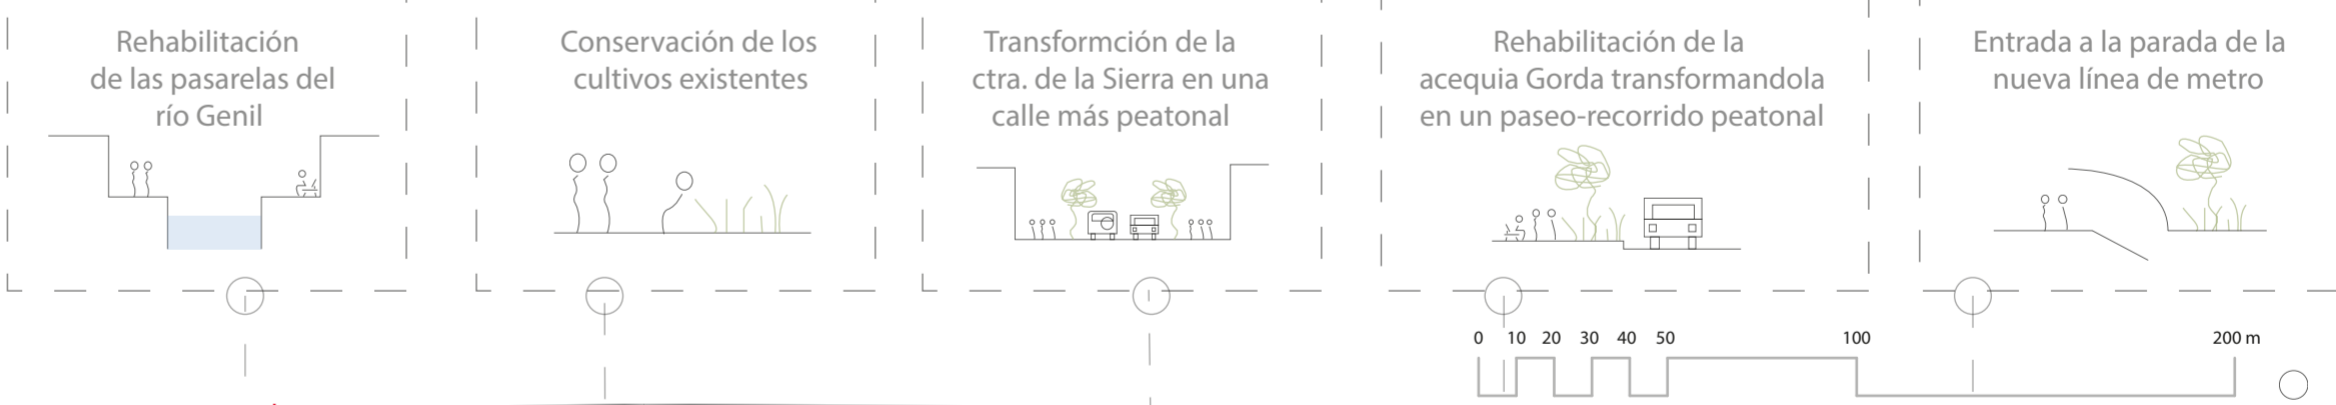 Rehabilitación
de las pasarelas del
río Genil
Conservación de los
cultivos existentes
Transformción de la
ctra. de la Sierra en una
calle más peatonal
Rehabilitación de la
acequia Gorda transformandola
en un paseo-recorrido peatonal
Entrada a la parada de la
nueva línea de metro
0 10 20 30 40 50 100 200 m